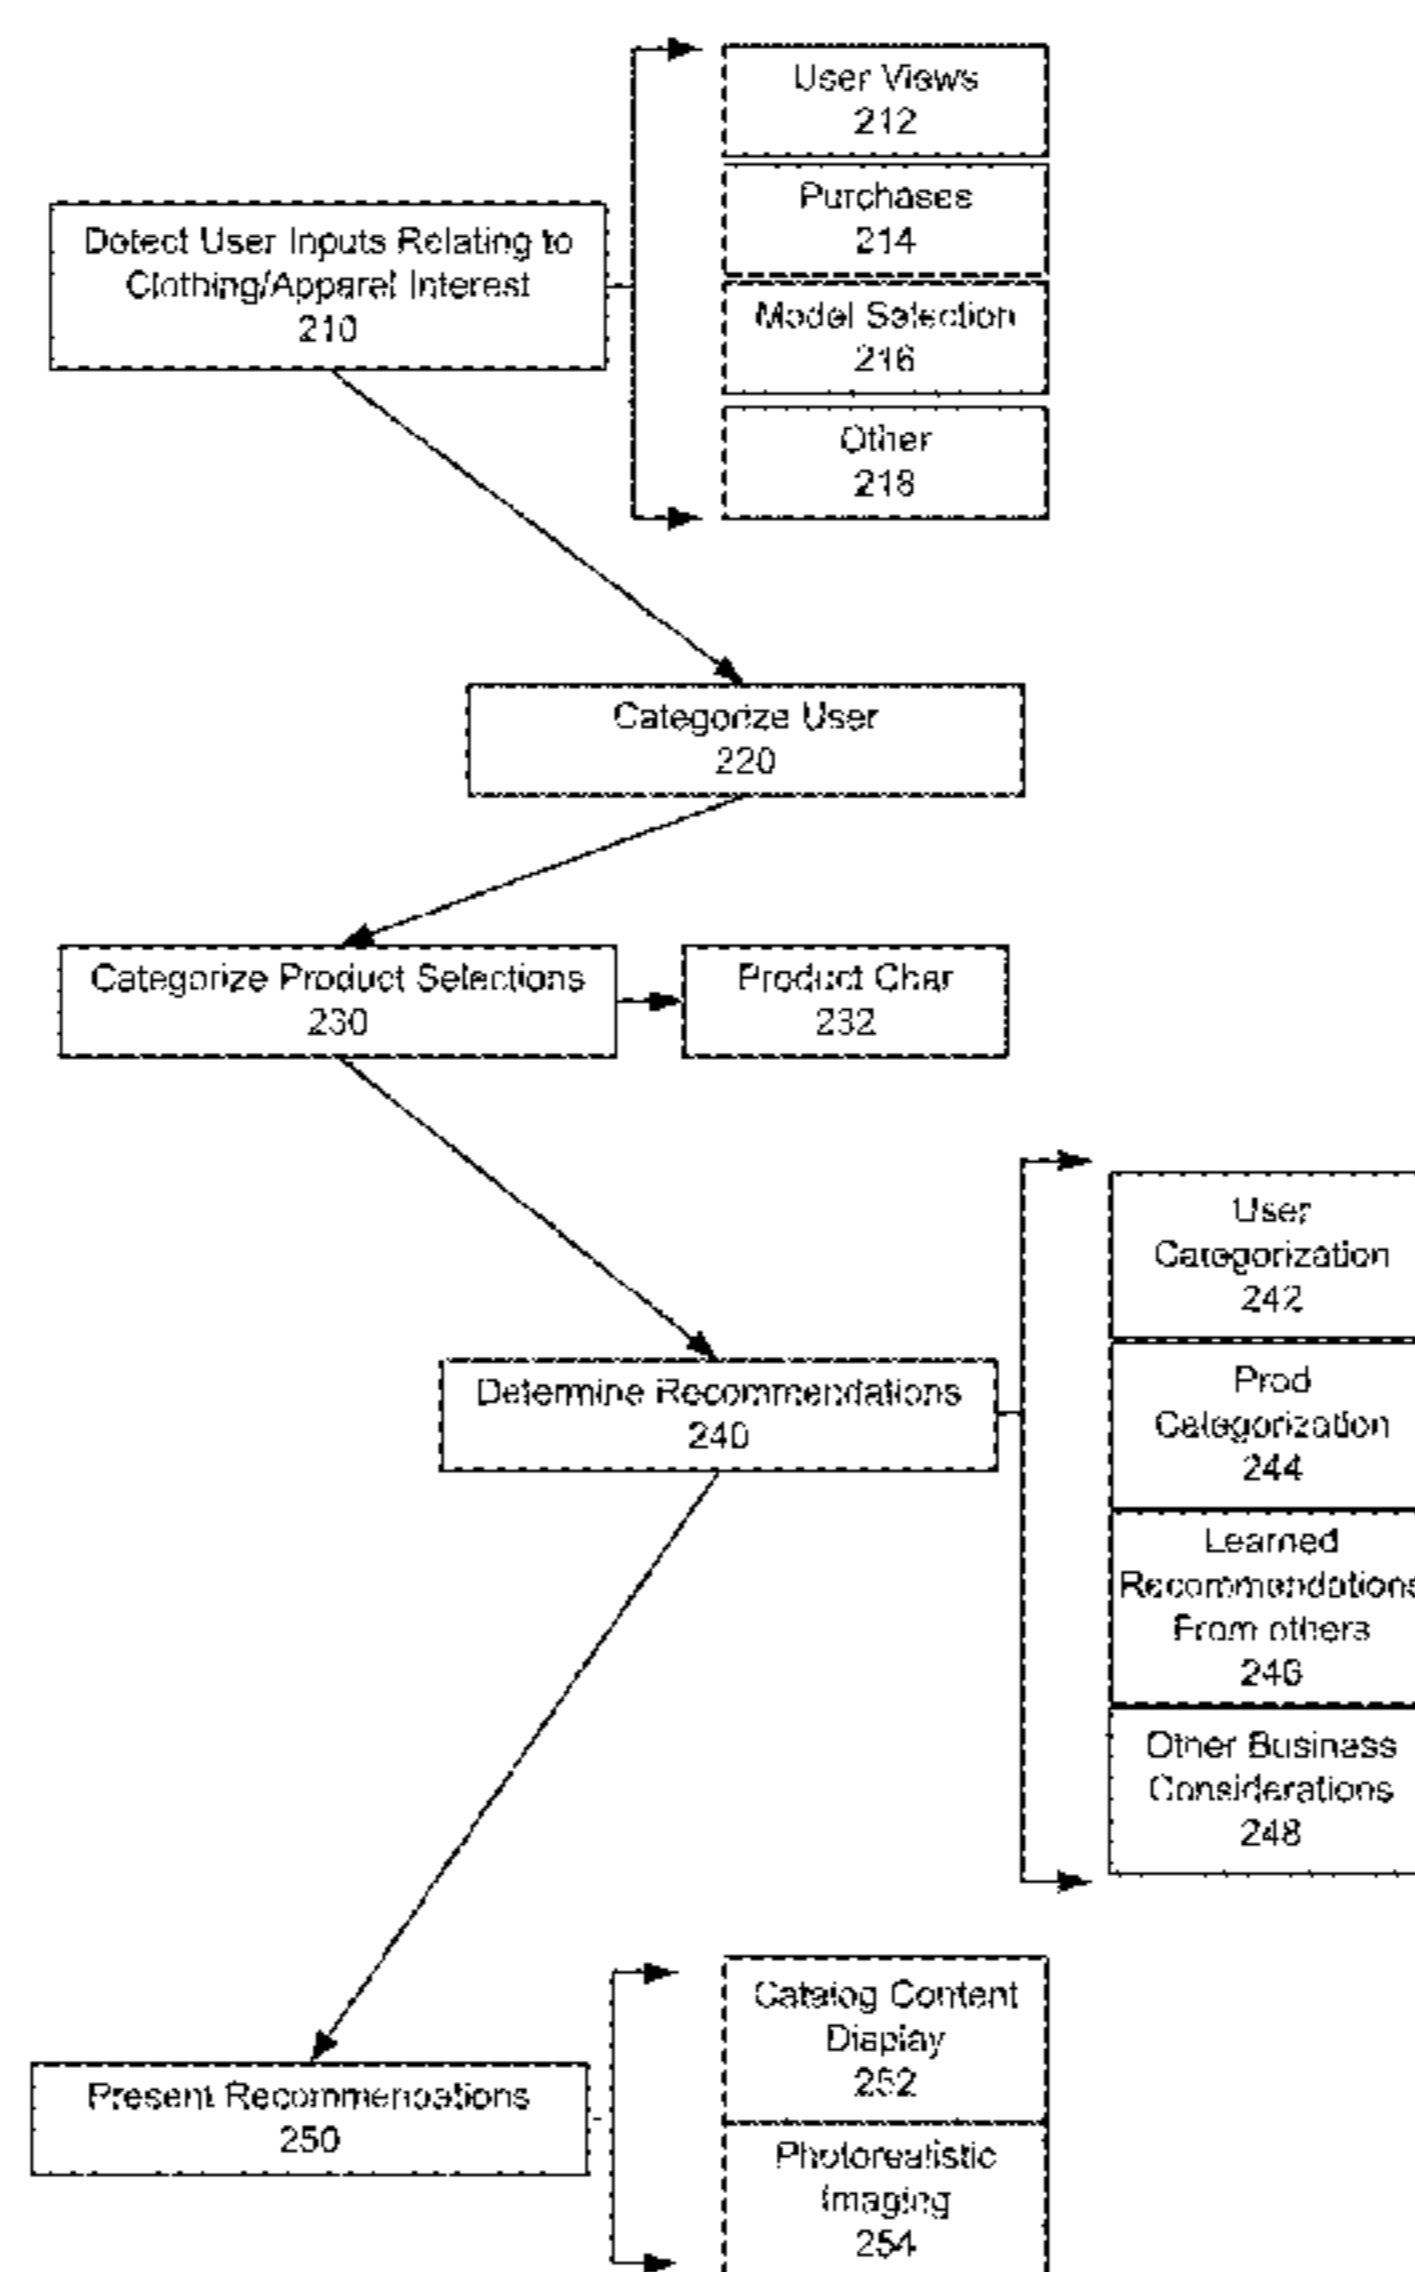 User Views
212
Purchases
214
Detect User Inputs Relating to
Clothing/Apparel Interest
210
Model Selection
216
Other
218
Categorize User
220
Categorize Product Selections
230
Product Char
232
User
Categorization
242
Prod
Categorization
244
Determine Recommendations
240
Learned
Recommendations
From others
246
Other Business
Considerations
248
Catalog Content
Display
252
Present Recommendations
250
Photorealistic
Imaging
254